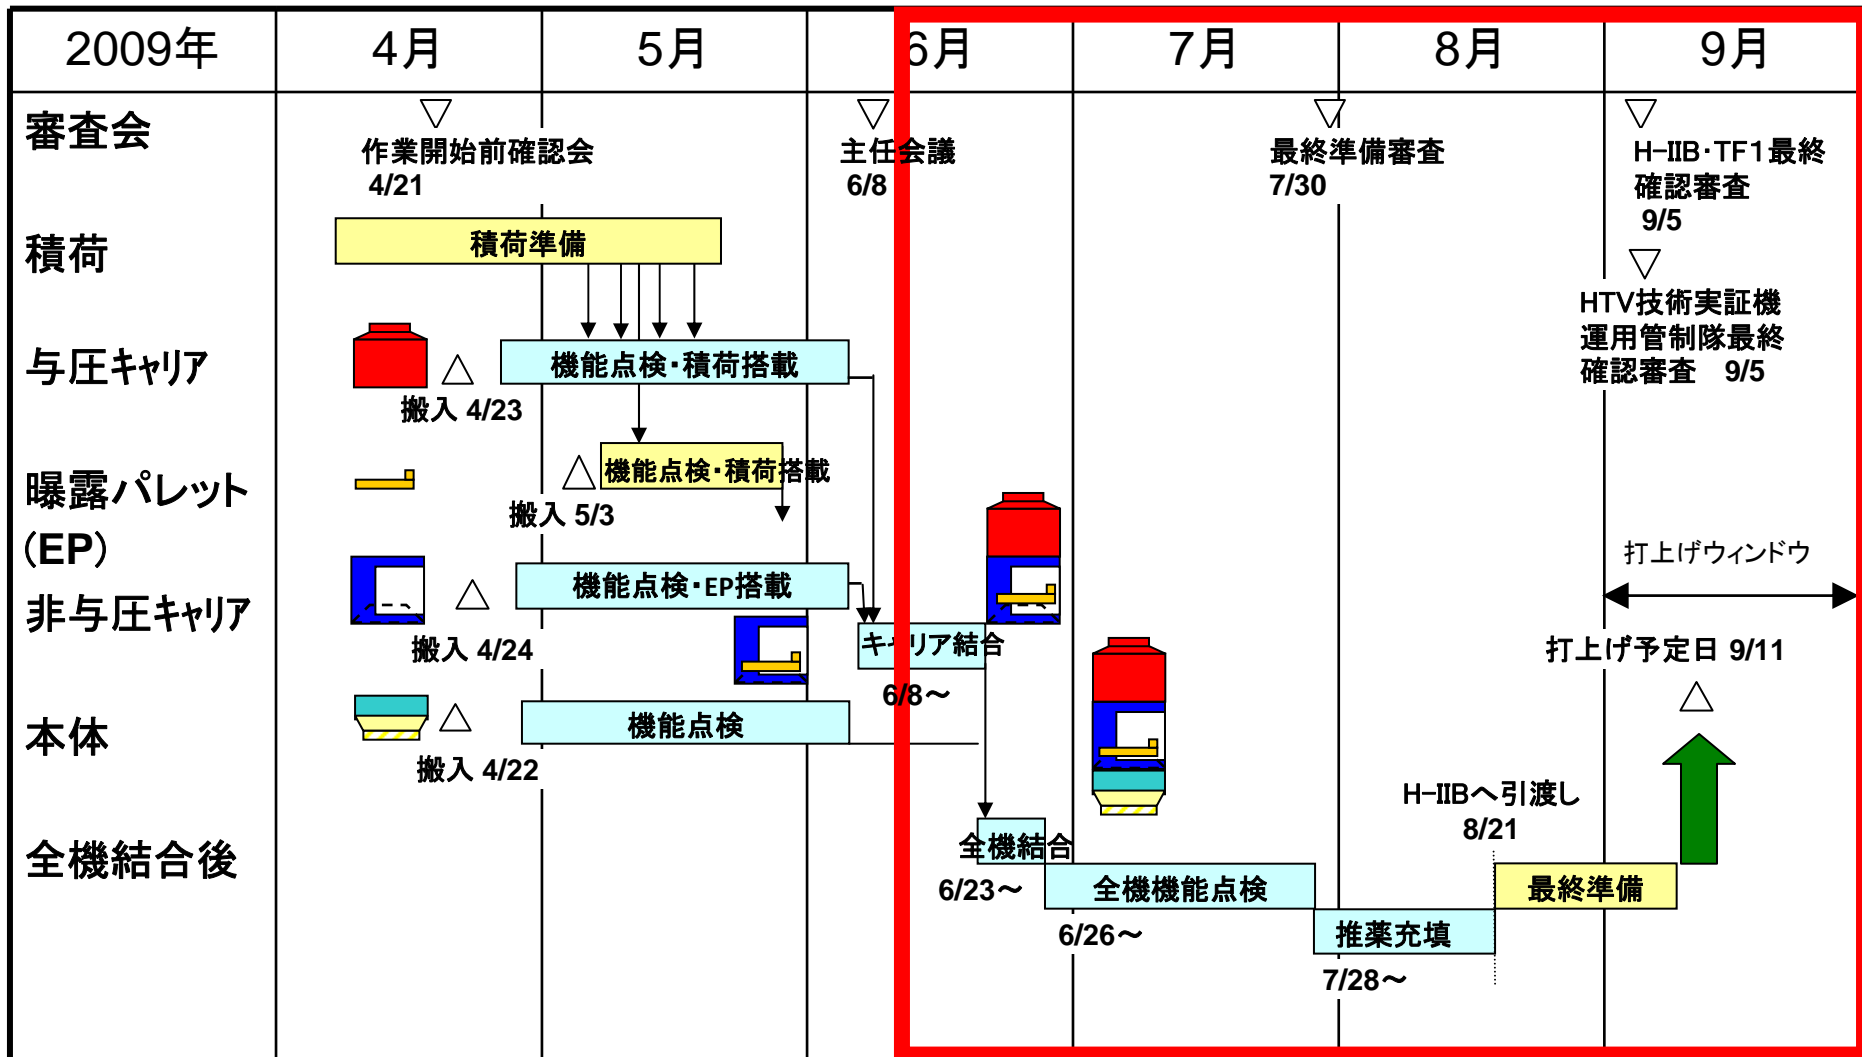 2009年 4月 5月 6月 7月 8月 9月
審査会
作業開始前確認会
4/21
主任会議
6/8
最終準備審査
7/30
H-IIB・TF1最終
確認審査
9/5
積荷
積荷準備
HTV技術実証機
運用管制隊最終
確認審査 9/5
与圧キャリア
機能点検・積荷搭載
搬入 4/23
曝露パレット
(EP)
機能点検・積荷搭載
搬入 5/3
打上げウィンドウ
非与圧キャリア
機能点検・EP搭載
搬入 4/24
キャリア結合
6/8～
打上げ予定日 9/11
本体
機能点検
搬入 4/22
H-IIBへ引渡し
8/21
全機結合後
全機結合
6/23～
全機機能点検
6/26～
推薬充填
7/28～
最終準備